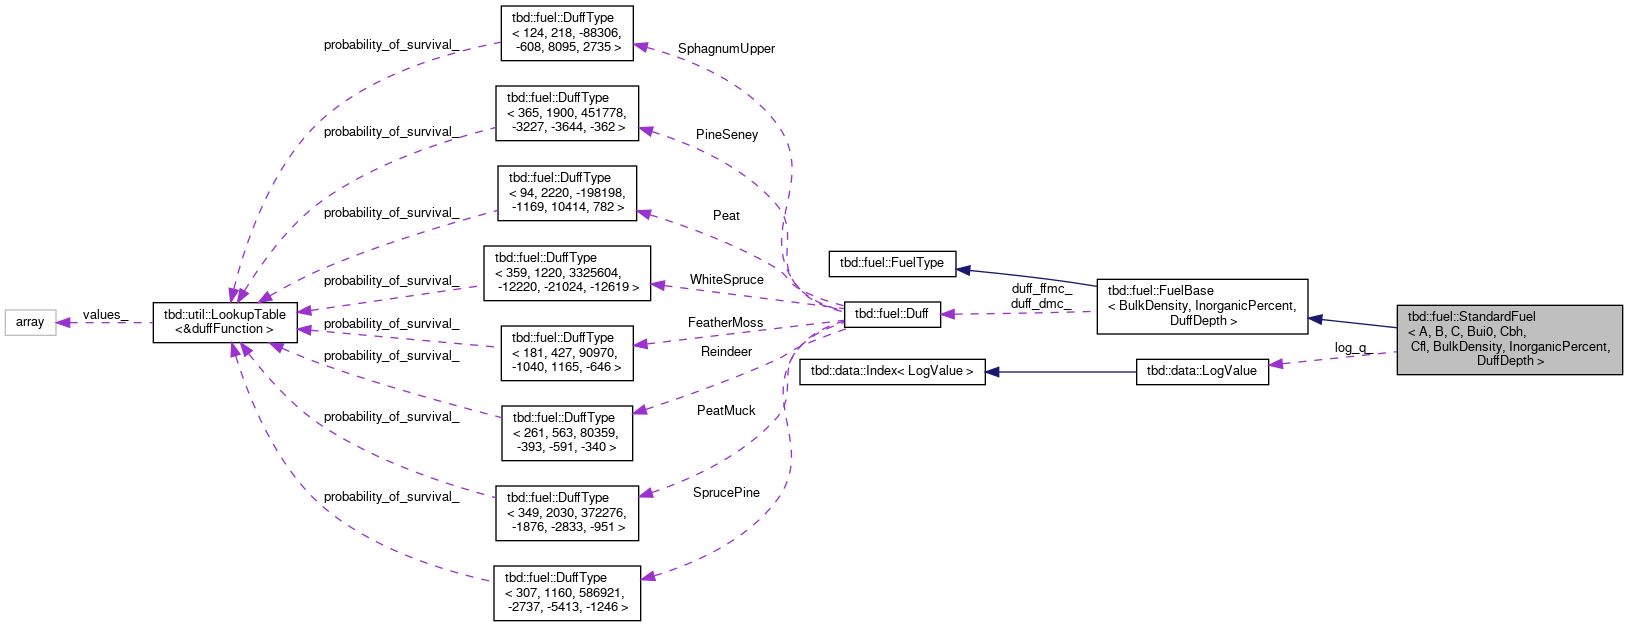 tbd::fuel::DuffType
< 124, 218, -88306,
-608, 8095, 2735 >
probability_of_survival_
SphagnumUpper
tbd::fuel::DuffType
< 365, 1900, 451778,
-3227, -3644, -362 >
probability_of_survival_
PineSeney
tbd::fuel::DuffType
< 94, 2220, -198198,
-1169, 10414, 782 >
probability_of_survival_
Peat
tbd::fuel::DuffType
< 359, 1220, 3325604,
-12220, -21024, -12619 >
probability_of_survival_
WhiteSpruce
tbd::fuel::FuelType
tbd::fuel::FuelBase
< BulkDensity, InorganicPercent,
DuffDepth >
duff_ffmc_
duff_dmc_
array
values_
tbd::util::LookupTable
<&duffFunction >
tbd::fuel::Duff
tbd::fuel::StandardFuel
< A, B, C, Bui0, Cbh,
Cfl, BulkDensity, InorganicPercent,
DuffDepth >
probability_of_survival_
tbd::fuel::DuffType
< 181, 427, 90970,
-1040, 1165, -646 >
FeatherMoss
log_q_
probability_of_survival_
Reindeer
tbd::data::Index< LogValue >
tbd::data::LogValue
tbd::fuel::DuffType
< 261, 563, 80359,
-393, -591, -340 >
probability_of_survival_
PeatMuck
tbd::fuel::DuffType
< 349, 2030, 372276,
-1876, -2833, -951 >
probability_of_survival_
SprucePine
tbd::fuel::DuffType
< 307, 1160, 586921,
-2737, -5413, -1246 >